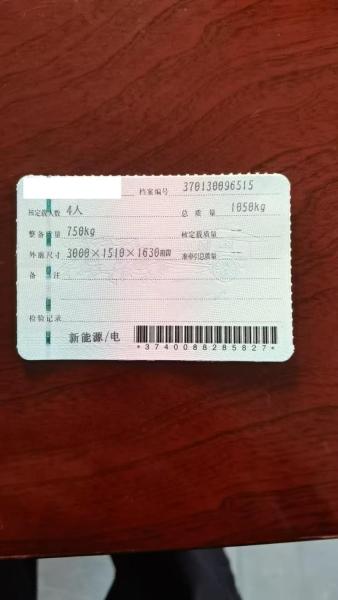 档案编号 370130096515
核定载人数 4人 总质量 1050kg
整备质量 750kg 核定载质量 --
外廓尺寸 3000×1510×1630mm 准牵引总质量 --
备注
检验记录
新能源/电
*3740088285827*